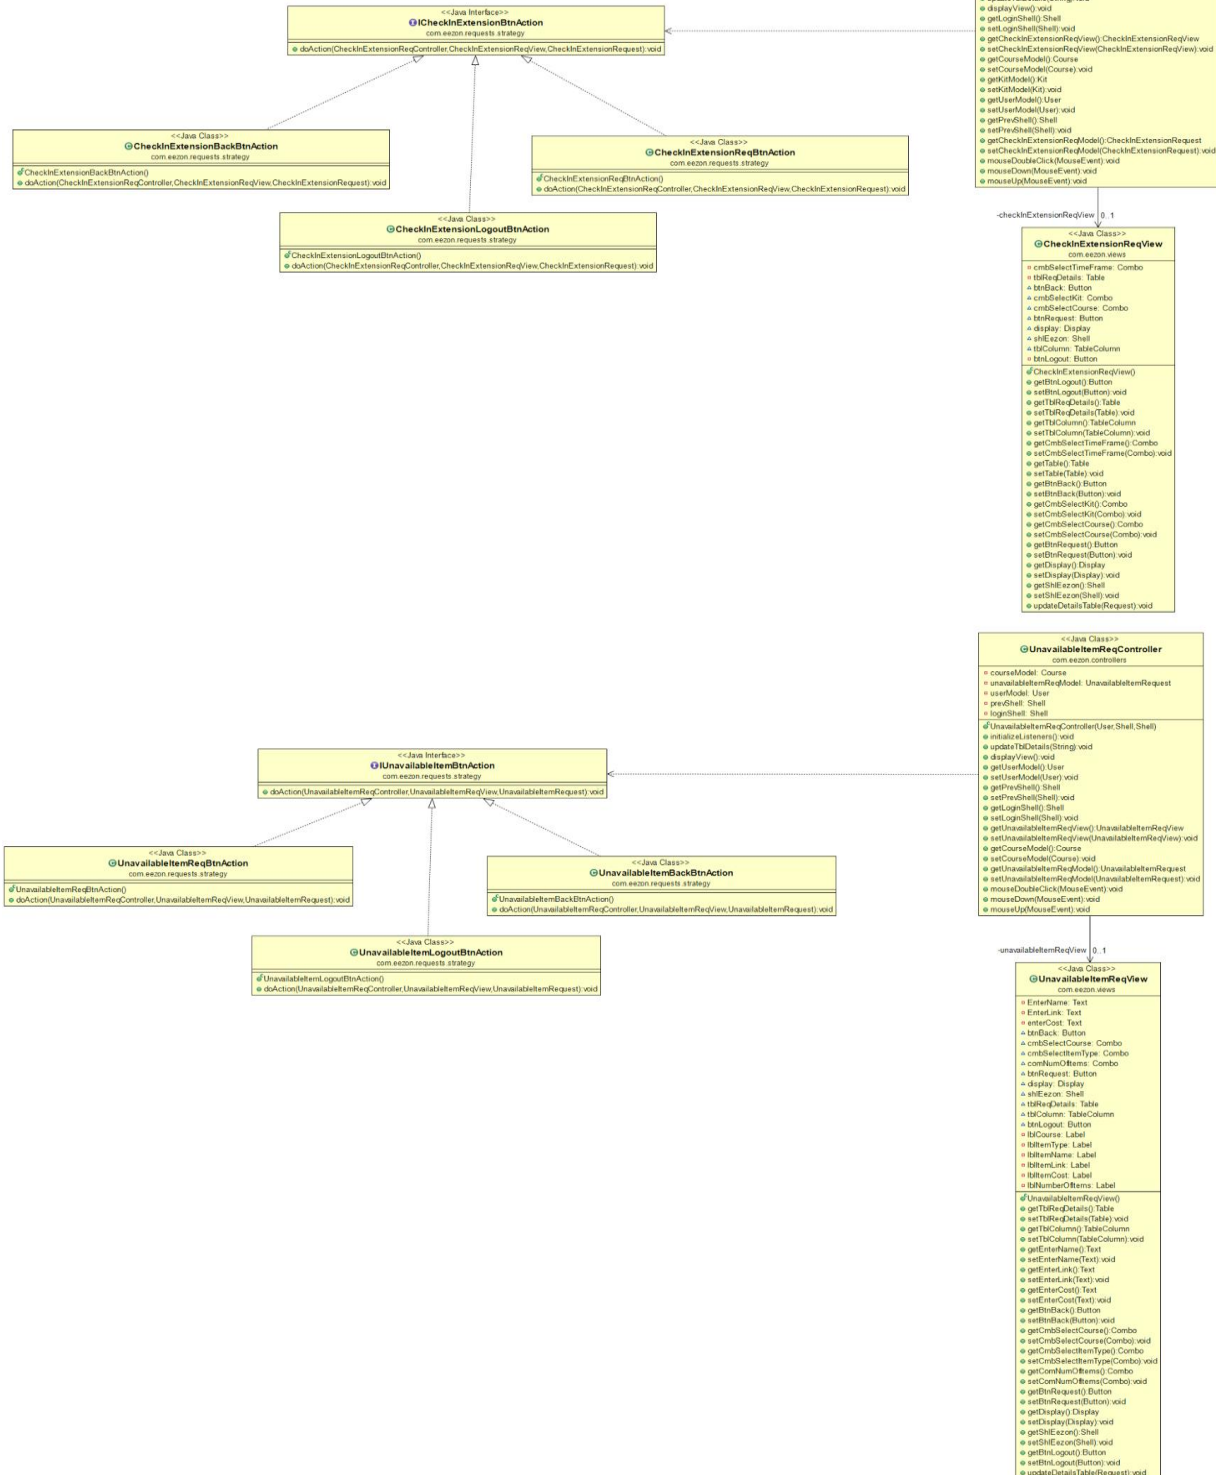 <<Java Interface>>
ICheckInExtensionBtnAction
com.eezon.requests.strategy
doAction(CheckInExtensionReqController,CheckInExtensionReqView,CheckInExtensionRequest):void
displayView():void
getLoginShell():Shell
setLoginShell(Shell):void
getCheckInExtensionReqView():CheckInExtensionReqView
setCheckInExtensionReqView(CheckInExtensionReqView):void
getCourseModel():Course
setCourseModel(Course):void
getKitModel():Kit
setKitModel(Kit):void
getUserModel():User
setUserModel(User):void
getPrevShell():Shell
setPrevShell(Shell):void
getCheckInExtensionReqModel():CheckInExtensionRequest
setCheckInExtensionReqModel(CheckInExtensionRequest):void
mouseDoubleClick(MouseEvent):void
mouseDown(MouseEvent):void
mouseUp(MouseEvent):void
<<Java Class>>
CheckInExtensionBackBtnAction
com.eezon.requests.strategy
CheckInExtensionBackBtnAction()
doAction(CheckInExtensionReqController,CheckInExtensionReqView,CheckInExtensionRequest):void
<<Java Class>>
CheckInExtensionReqBtnAction
com.eezon.requests.strategy
CheckInExtensionReqBtnAction()
doAction(CheckInExtensionReqController,CheckInExtensionReqView,CheckInExtensionRequest):void
<<Java Class>>
CheckInExtensionLogoutBtnAction
com.eezon.requests.strategy
CheckInExtensionLogoutBtnAction()
doAction(CheckInExtensionReqController,CheckInExtensionReqView,CheckInExtensionRequest):void
-checkInExtensionReqView 0..1
<<Java Class>>
CheckInExtensionReqView
com.eezon.views
cmbSelectTimeFrame: Combo
tblReqDetails: Table
btnBack: Button
cmbSelectKit: Combo
cmbSelectCourse: Combo
btnRequest: Button
display: Display
shlEezon: Shell
tblColumn: TableColumn
btnLogout: Button
CheckInExtensionReqView()
getBtnLogout():Button
setBtnLogout(Button):void
getTblReqDetails():Table
setTblReqDetails(Table):void
getTblColumn():TableColumn
setTblColumn(TableColumn):void
getCmbSelectTimeFrame():Combo
setCmbSelectTimeFrame(Combo):void
getTable():Table
setTable(Table):void
getBtnBack():Button
setBtnBack(Button):void
getCmbSelectKit():Combo
setCmbSelectKit(Combo):void
getCmbSelectCourse():Combo
setCmbSelectCourse(Combo):void
getBtnRequest():Button
setBtnRequest(Button):void
getDisplay():Display
setDisplay(Display):void
getShlEezon():Shell
setShlEezon(Shell):void
updateDetailsTable(Request):void
<<Java Class>>
UnavailableItemReqController
com.eezon.controllers
courseModel: Course
unavailableItemReqModel: UnavailableItemRequest
userModel: User
prevShell: Shell
loginShell: Shell
UnavailableItemReqController(User,Shell,Shell)
initializeListeners():void
updateTblDetails(String):void
displayView():void
getUserModel():User
setUserModel(User):void
getPrevShell():Shell
setPrevShell(Shell):void
getLoginShell():Shell
setLoginShell(Shell):void
getUnavailableItemReqView():UnavailableItemReqView
setUnavailableItemReqView(UnavailableItemReqView):void
getCourseModel():Course
setCourseModel(Course):void
getUnavailableItemReqModel():UnavailableItemRequest
setUnavailableItemReqModel(UnavailableItemRequest):void
mouseDoubleClick(MouseEvent):void
mouseDown(MouseEvent):void
mouseUp(MouseEvent):void
<<Java Interface>>
IUnavailableItemBtnAction
com.eezon.requests.strategy
doAction(UnavailableItemReqController,UnavailableItemReqView,UnavailableItemRequest):void
<<Java Class>>
UnavailableItemReqBtnAction
com.eezon.requests.strategy
UnavailableItemReqBtnAction()
doAction(UnavailableItemReqController,UnavailableItemReqView,UnavailableItemRequest):void
<<Java Class>>
UnavailableItemBackBtnAction
com.eezon.requests.strategy
UnavailableItemBackBtnAction()
doAction(UnavailableItemReqController,UnavailableItemReqView,UnavailableItemRequest):void
<<Java Class>>
UnavailableItemLogoutBtnAction
com.eezon.requests.strategy
UnavailableItemLogoutBtnAction()
doAction(UnavailableItemReqController,UnavailableItemReqView,UnavailableItemRequest):void
-unavailableItemReqView 0..1
<<Java Class>>
UnavailableItemReqView
com.eezon.views
EnterName: Text
EnterLink: Text
enterCost: Text
btnBack: Button
cmbSelectCourse: Combo
cmbSelectItemType: Combo
comNumOfItems: Combo
btnRequest: Button
display: Display
shlEezon: Shell
tblReqDetails: Table
tblColumn: TableColumn
btnLogout: Button
lblCourse: Label
lblItemType: Label
lblItemName: Label
lblItemLink: Label
lblItemCost: Label
lblNumberOfItems: Label
UnavailableItemReqView()
getTblReqDetails():Table
setTblReqDetails(Table):void
getTblColumn():TableColumn
setTblColumn(TableColumn):void
getEnterName():Text
setEnterName(Text):void
getEnterLink():Text
setEnterLink(Text):void
getEnterCost():Text
setEnterCost(Text):void
getBtnBack():Button
setBtnBack(Button):void
getCmbSelectCourse():Combo
setCmbSelectCourse(Combo):void
getCmbSelectItemType():Combo
setCmbSelectItemType(Combo):void
getComNumOfItems():Combo
setComNumOfItems(Combo):void
getBtnRequest():Button
setBtnRequest(Button):void
getDisplay():Display
setDisplay(Display):void
getShlEezon():Shell
setShlEezon(Shell):void
getBtnLogout():Button
setBtnLogout(Button):void
updateDetailsTable(Request):void